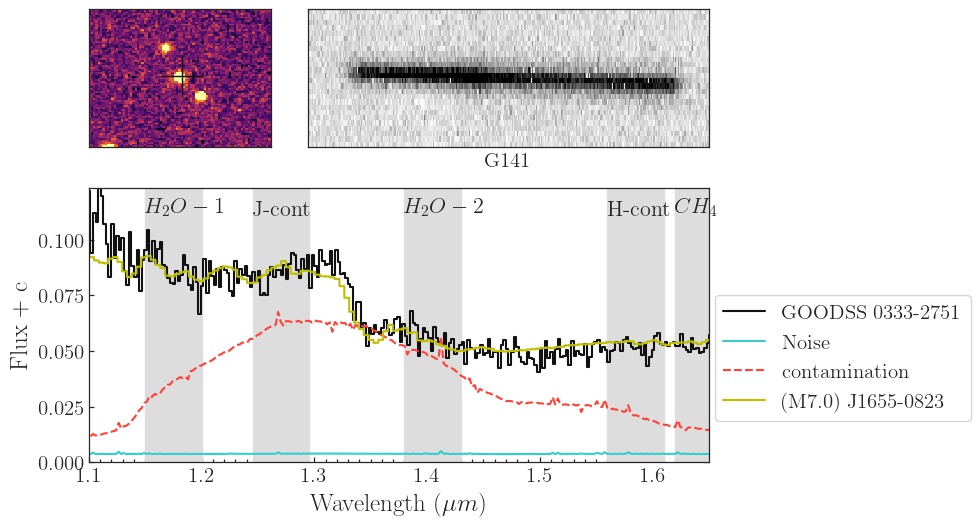 G141
H₂O − 1
J-cont
H₂O − 2
H-cont
CH₄
0.100
0.075
0.050
0.025
0.000
Flux + c
1.1
1.2
1.3
1.4
1.5
1.6
Wavelength (μm)
GOODSS 0333-2751
Noise
contamination
(M7.0) J1655-0823